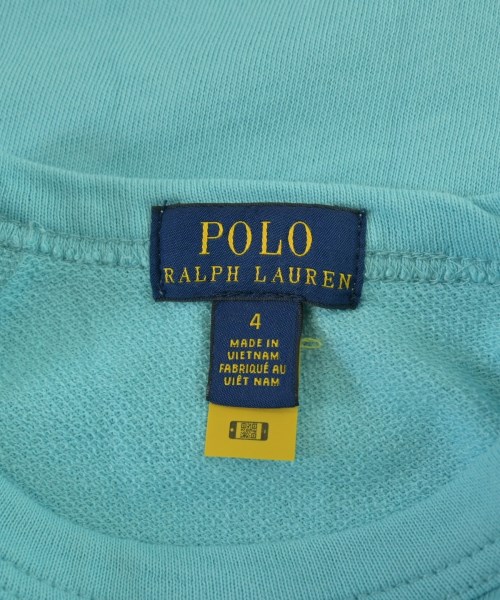 POLO
RALPH LAUREN
4
MADE IN
VIETNAM
FABRIQUÉ AU
VIÊT NAM